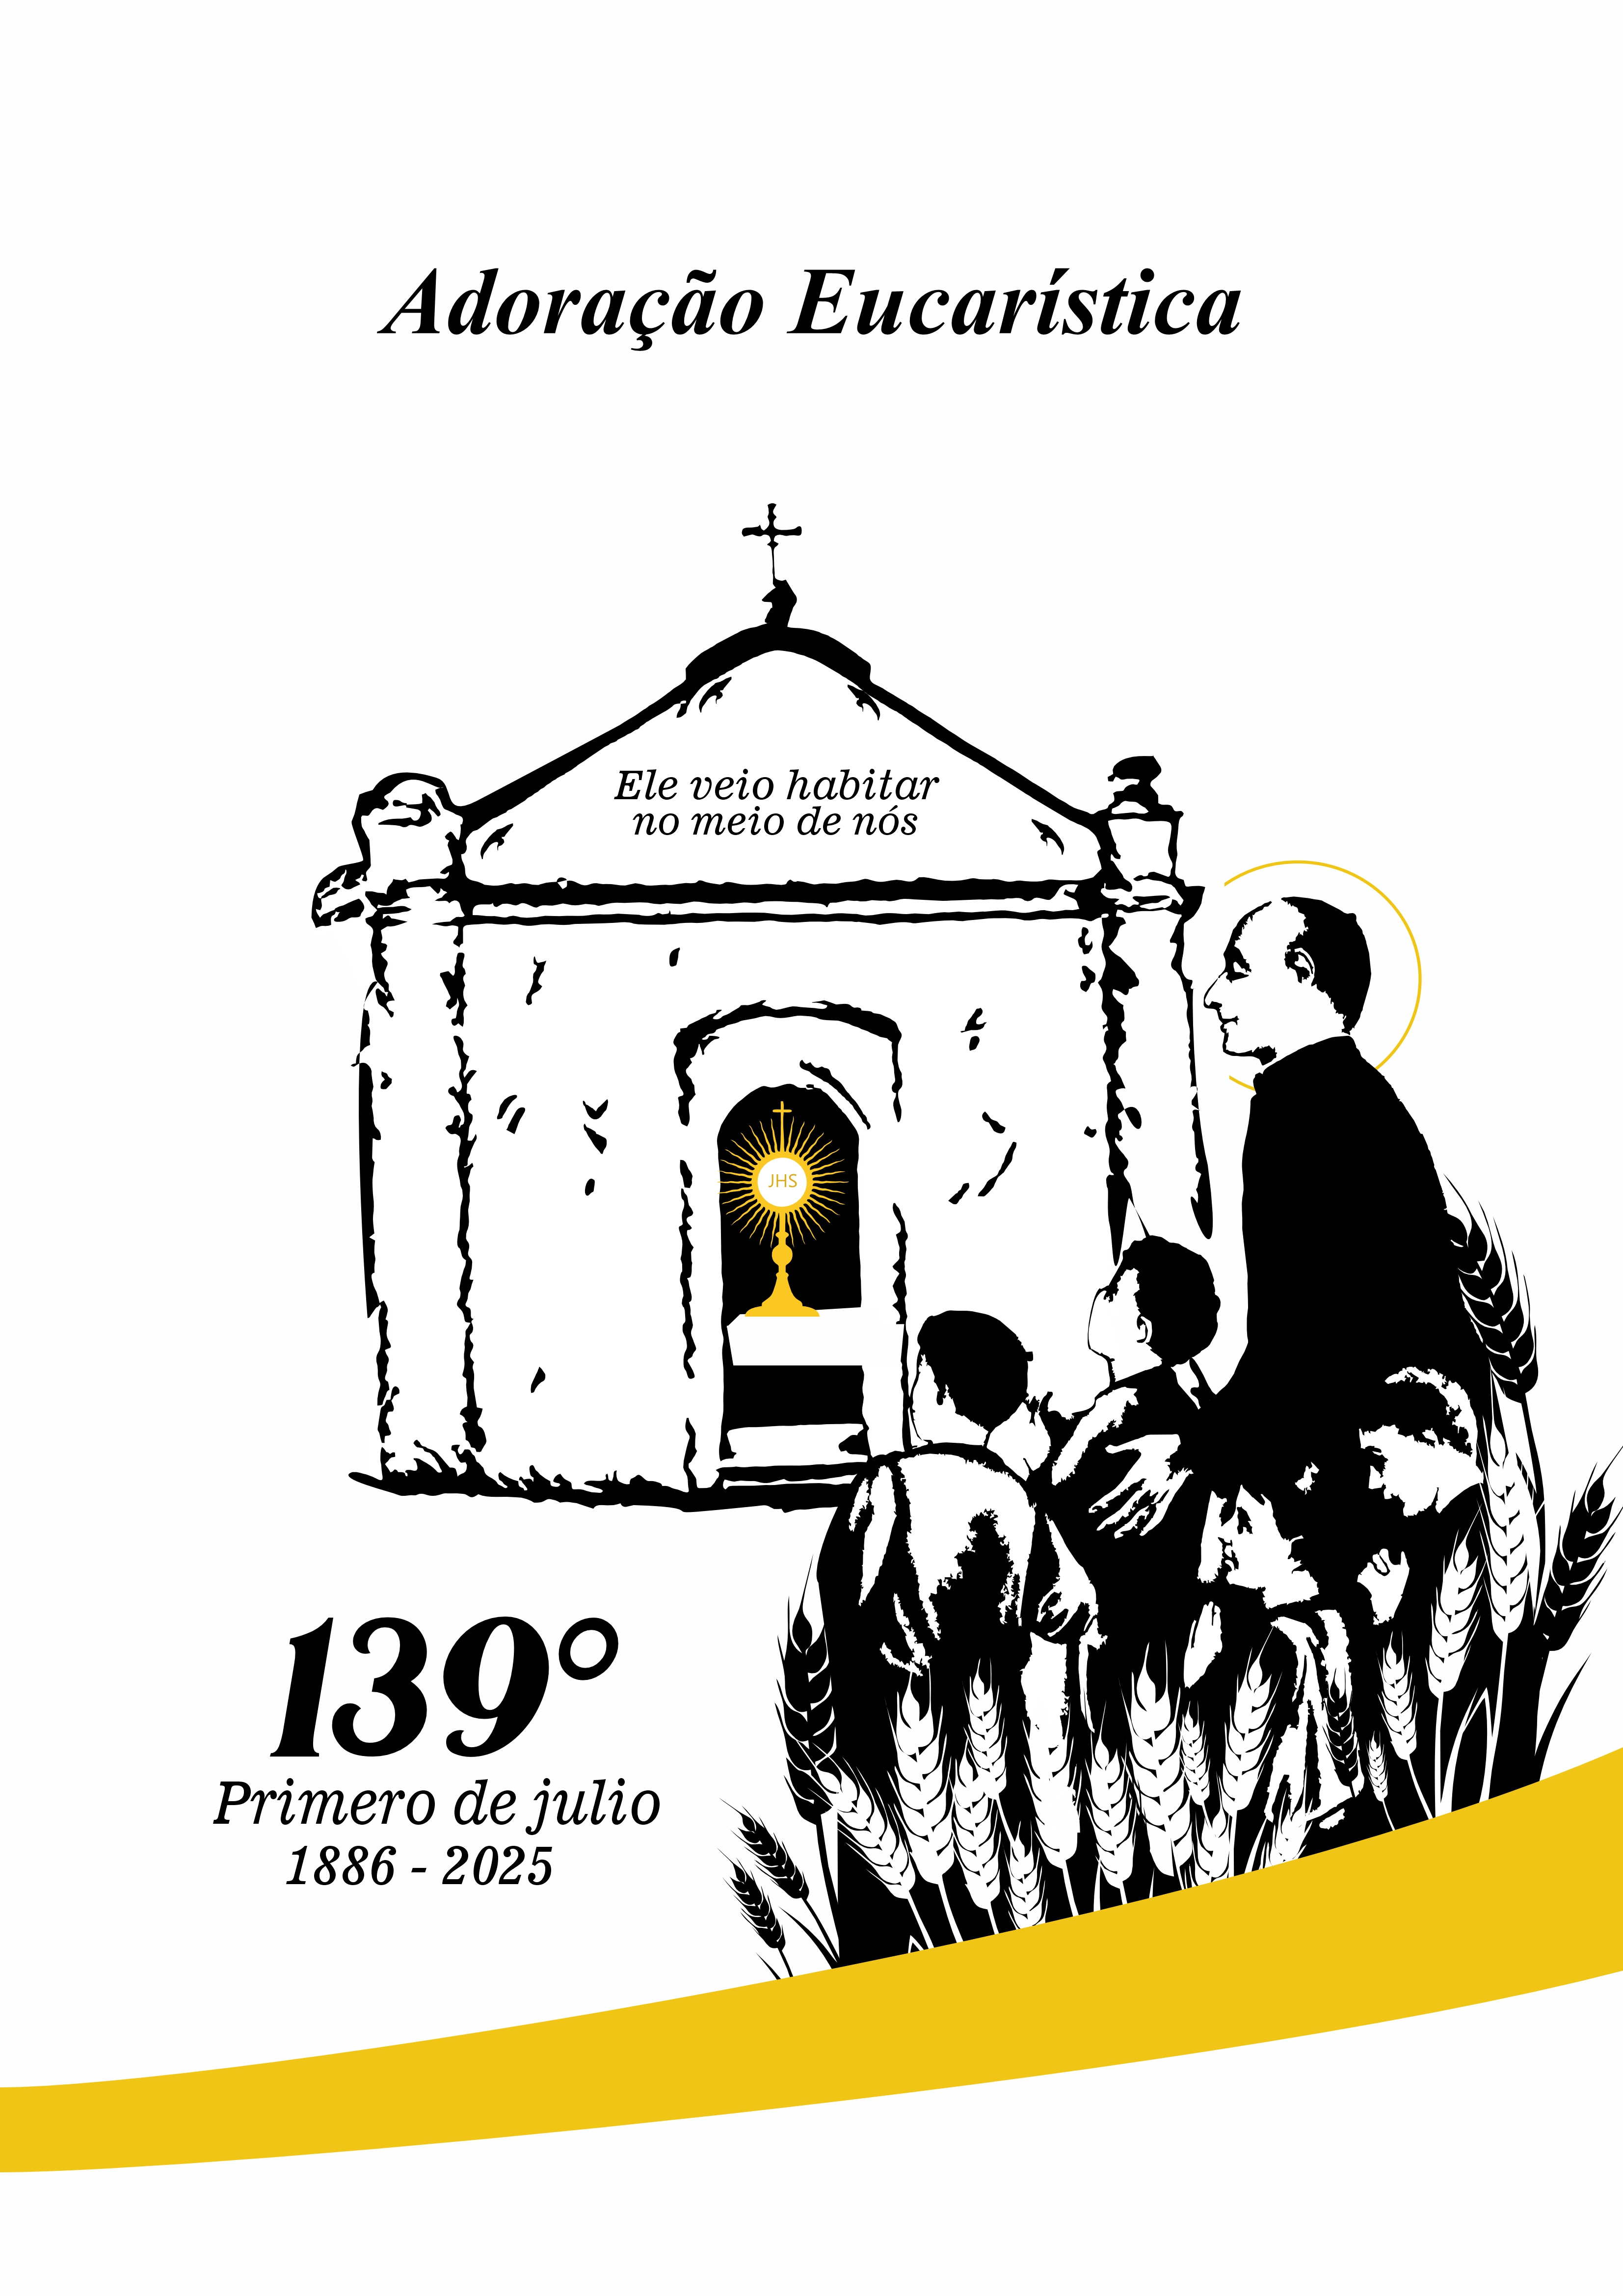 Adoração Eucarística
Ele veio habitar
no meio de nós
JHS
139°
Primero de julio
1886 - 2025